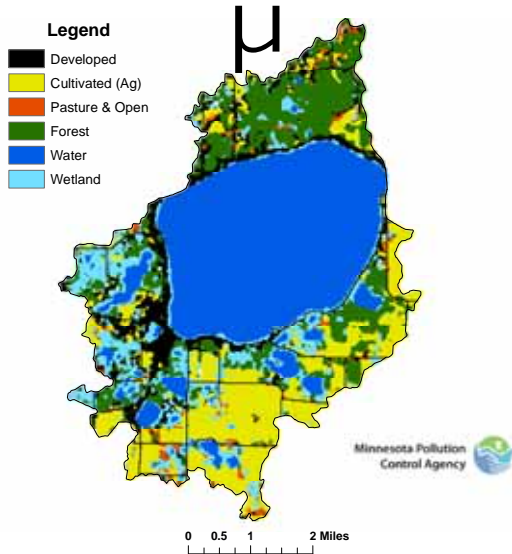 µ
Legend
Developed
Cultivated (Ag)
Pasture & Open
Forest
Water
Wetland
Minnesota Pollution
Control Agency
0 0.5 1 2 Miles